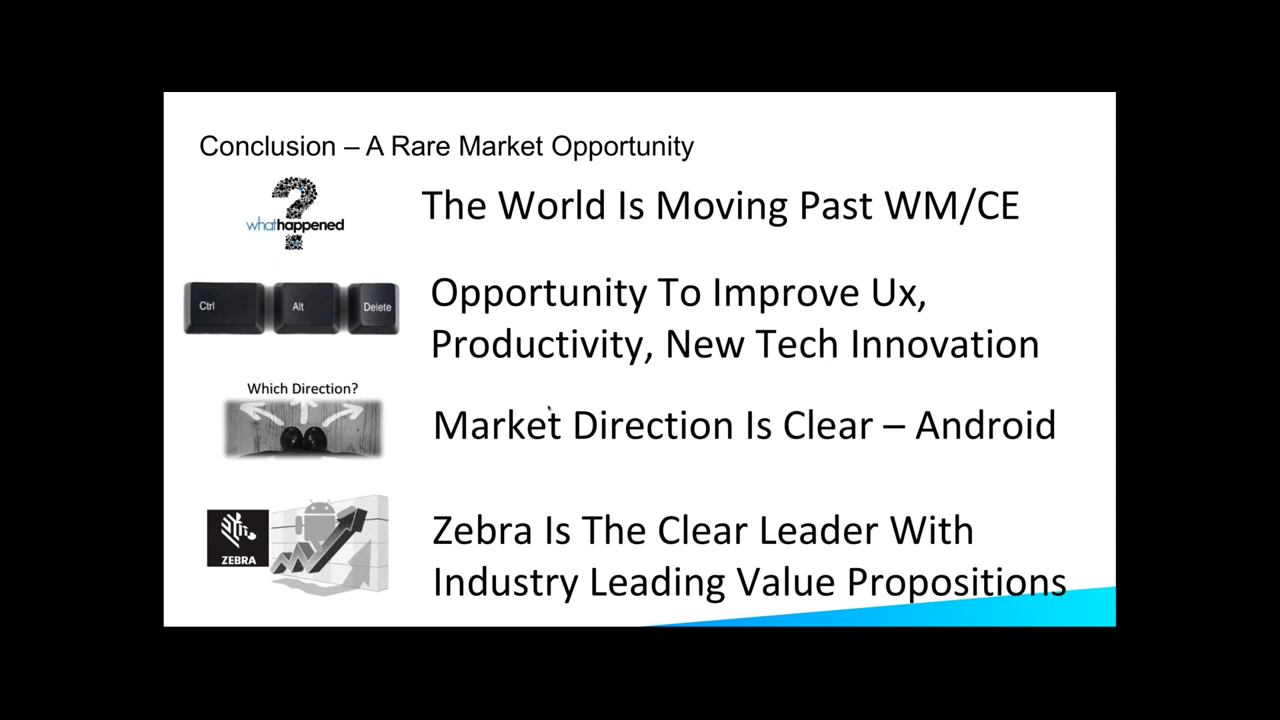 Conclusion – A Rare Market Opportunity
whathappened
The World Is Moving Past WM/CE
Ctrl
Alt
Delete
Opportunity To Improve Ux,
Productivity, New Tech Innovation
Which Direction?
Market Direction Is Clear – Android
ZEBRA
Zebra Is The Clear Leader With
Industry Leading Value Propositions